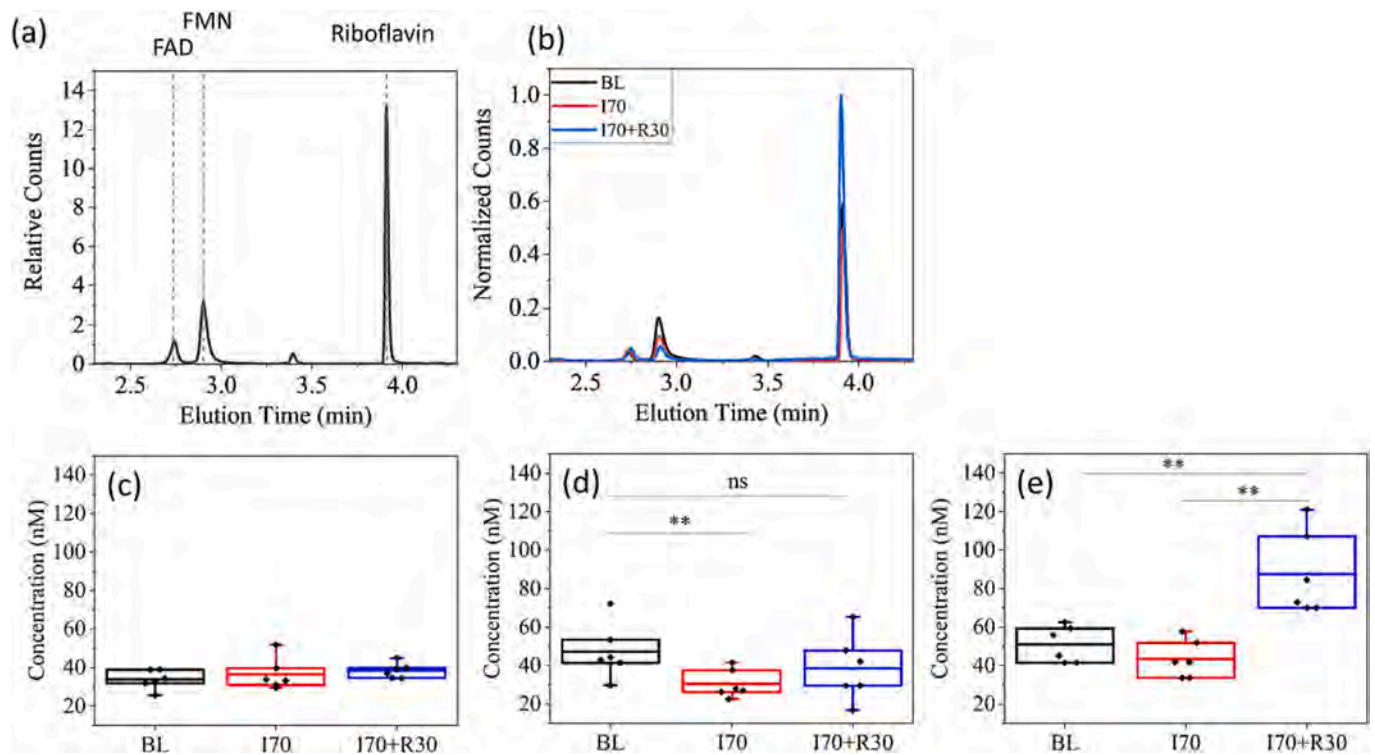 (a)
FMN
FAD
Riboflavin
Relative Counts
14
12
10
8
6
4
2
0
2.5 3.0 3.5 4.0
Elution Time (min)
(b)
BL
I70
I70+R30
Normalized Counts
1.0
0.8
0.6
0.4
0.2
0.0
2.5 3.0 3.5 4.0
Elution Time (min)
(c)
Concentration (nM)
140
120
100
80
60
40
20
BL I70 I70+R30
(d)
ns
**
Concentration (nM)
140
120
100
80
60
40
20
BL I70 I70+R30
(e)
**
**
Concentration (nM)
140
120
100
80
60
40
20
BL I70 I70+R30